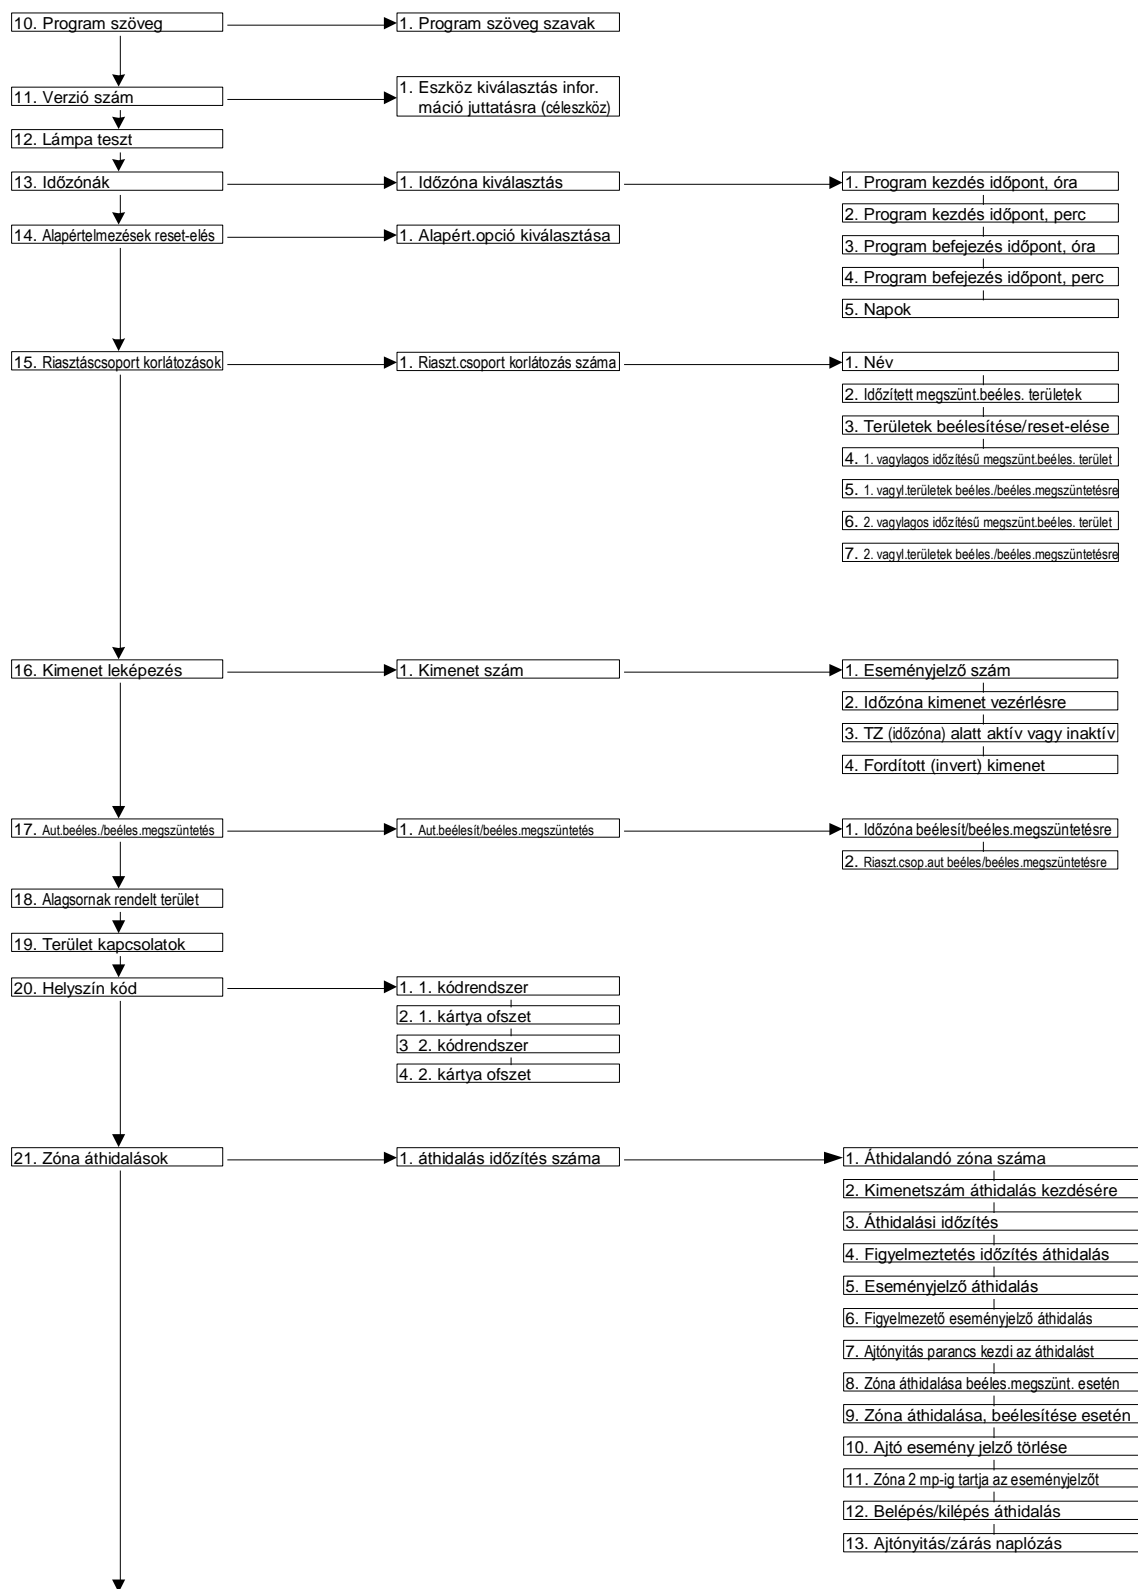 10. Program szöveg
1. Program szöveg szavak
11. Verzió szám
1. Eszköz kiválasztás infor.
máció juttatásra (céleszköz)
12. Lámpa teszt
13. Időzónák
1. Időzóna kiválasztás
1. Program kezdés időpont, óra
2. Program kezdés időpont, perc
3. Program befejezés időpont, óra
4. Program befejezés időpont, perc
5. Napok
14. Alapértelmezések reset-elés
1. Alapért.opció kiválasztása
15. Riasztáscsoport korlátozások
1. Riaszt.csoport korlátozás száma
1. Név
2. Időzített megszünt.beéles. területek
3. Területek beélesítése/reset-elése
4. 1. vagylagos időzítésű megszünt.beéles. terület
5. 1. vagyl.területek beéles./beéles.megszüntetésre
6. 2. vagylagos időzítésű megszünt.beéles. terület
7. 2. vagyl.területek beéles./beéles.megszüntetésre
16. Kimenet leképezés
1. Kimenet szám
1. Eseményjelző szám
2. Időzóna kimenet vezérlésre
3. TZ (időzóna) alatt aktív vagy inaktív
4. Fordított (invert) kimenet
17. Aut.beéles./beéles.megszüntetés
1. Aut.beélesít/beéles.megszüntetés
1. Időzóna beélesít/beéles.megszüntetésre
2. Riaszt.csop.aut beéles/beéles.megszüntetésre
18. Alagsornak rendelt terület
19. Terület kapcsolatok
20. Helyszín kód
1. 1. kódrendszer
2. 1. kártya ofszet
3 2. kódrendszer
4. 2. kártya ofszet
21. Zóna áthidalások
1. áthidalás időzítés száma
1. Áthidalandó zóna száma
2. Kimenetszám áthidalás kezdésére
3. Áthidalási időzítés
4. Figyelmeztetés időzítés áthidalás
5. Eseményjelző áthidalás
6. Figyelmezető eseményjelző áthidalás
7. Ajtónyitás parancs kezdi az áthidalást
8. Zóna áthidalása beéles.megszünt. esetén
9. Zóna áthidalása, beélesítése esetén
10. Ajtó esemény jelző törlése
11. Zóna 2 mp-ig tartja az eseményjelzőt
12. Belépés/kilépés áthidalás
13. Ajtónyitás/zárás naplózás